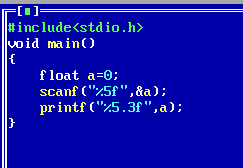 [■]
#include<stdio.h>
void main()
{
float a=0;
scanf("%5f",&a);
printf("%5.3f",a);
}